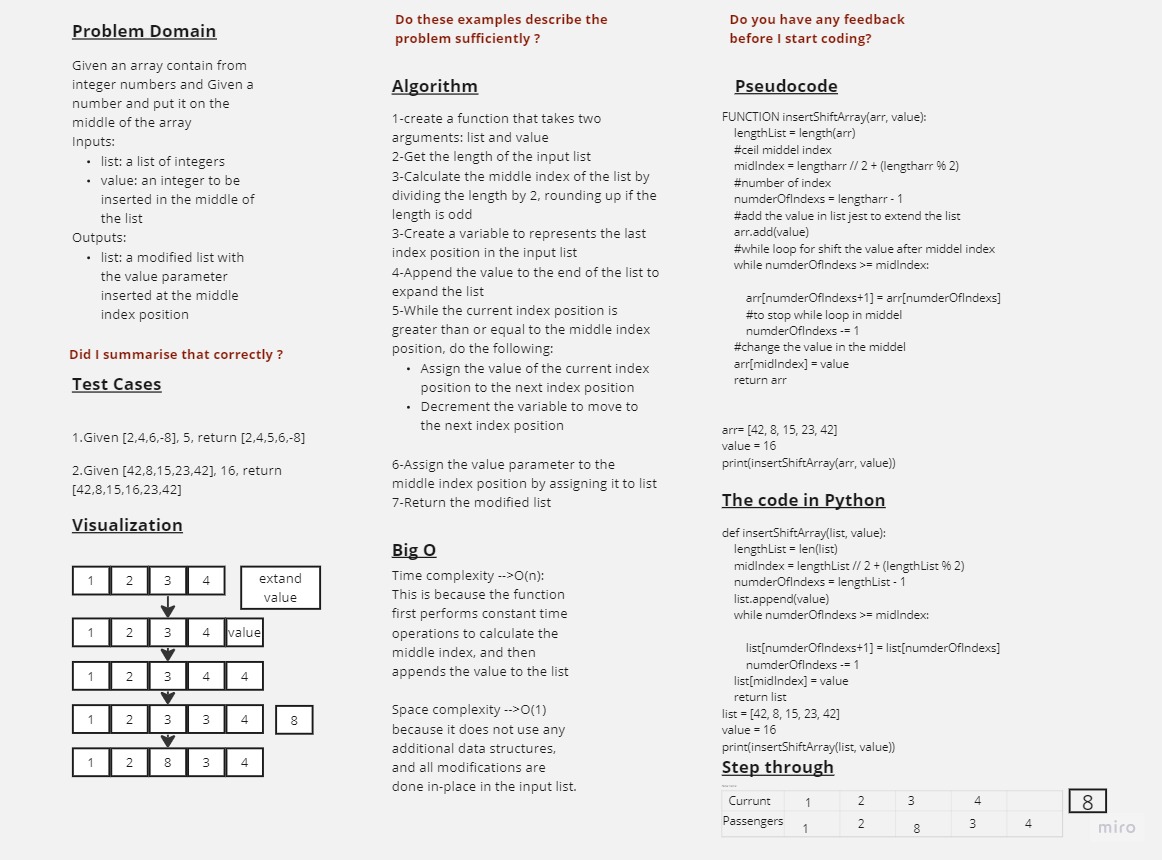 Problem Domain
Given an array contain from
integer numbers and Given a
number and put it on the
middle of the array
Inputs:
• list: a list of integers
• value: an integer to be
inserted in the middle of
the list
Outputs:
• list: a modified list with
the value parameter
inserted at the middle
index position
Did I summarise that correctly ?
Test Cases
1.Given [2,4,6,-8], 5, return [2,4,5,6,-8]
2.Given [42,8,15,23,42], 16, return
[42,8,15,16,23,42]
Visualization
1 2 3 4
extand
value
1 2 3 4 value
1 2 3 4 4
1 2 3 3 4 8
1 2 8 3 4
Do these examples describe the
problem sufficiently ?
Algorithm
1-create a function that takes two
arguments: list and value
2-Get the length of the input list
3-Calculate the middle index of the list by
dividing the length by 2, rounding up if the
length is odd
3-Create a variable to represents the last
index position in the input list
4-Append the value to the end of the list to
expand the list
5-While the current index position is
greater than or equal to the middle index
position, do the following:
• Assign the value of the current index
position to the next index position
• Decrement the variable to move to
the next index position
6-Assign the value parameter to the
middle index position by assigning it to list
7-Return the modified list
Big O
Time complexity -->O(n):
This is because the function
first performs constant time
operations to calculate the
middle index, and then
appends the value to the list
Space complexity -->O(1)
because it does not use any
additional data structures,
and all modifications are
done in-place in the input list.
Do you have any feedback
before I start coding?
Pseudocode
FUNCTION insertShiftArray(arr, value):
lengthList = length(arr)
#ceil middel index
midIndex = lengtharr // 2 + (lengtharr % 2)
#number of index
numderOfIndexs = lengtharr - 1
#add the value in list jest to extend the list
arr.add(value)
#while loop for shift the value after middel index
while numderOfIndexs >= midIndex:
arr[numderOfIndexs+1] = arr[numderOfIndexs]
#to stop while loop in middel
numderOfIndexs -= 1
#change the value in the middel
arr[midIndex] = value
return arr
arr= [42, 8, 15, 23, 42]
value = 16
print(insertShiftArray(arr, value))
The code in Python
def insertShiftArray(list, value):
lengthList = len(list)
midIndex = lengthList // 2 + (lengthList % 2)
numderOfIndexs = lengthList - 1
list.append(value)
while numderOfIndexs >= midIndex:
list[numderOfIndexs+1] = list[numderOfIndexs]
numderOfIndexs -= 1
list[midIndex] = value
return list
list = [42, 8, 15, 23, 42]
value = 16
print(insertShiftArray(list, value))
Step through
Currunt 1 2 3 4 8
Passengers 1 2 8 3 4
miro